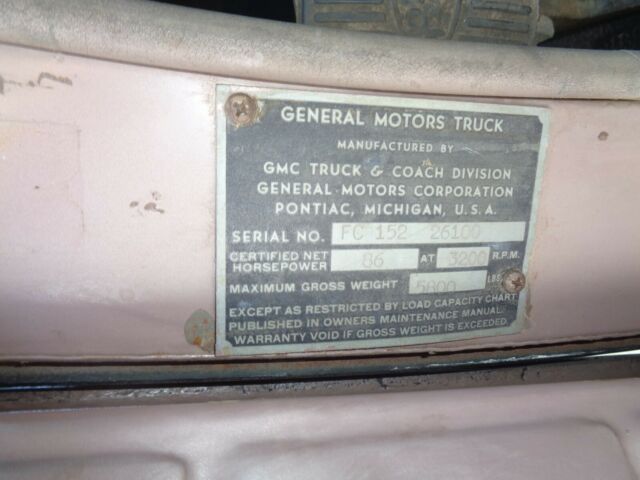 GENERAL MOTORS TRUCK
MANUFACTURED BY
GMC TRUCK & COACH DIVISION
GENERAL MOTORS CORPORATION
PONTIAC, MICHIGAN, U.S.A.
SERIAL NO. FC 152 26100
CERTIFIED NET HORSEPOWER 86 AT 3200 R.P.M.
MAXIMUM GROSS WEIGHT 5800 LBS.
EXCEPT AS RESTRICTED BY LOAD CAPACITY CHART
PUBLISHED IN OWNERS MAINTENANCE MANUAL.
WARRANTY VOID IF GROSS WEIGHT IS EXCEEDED.